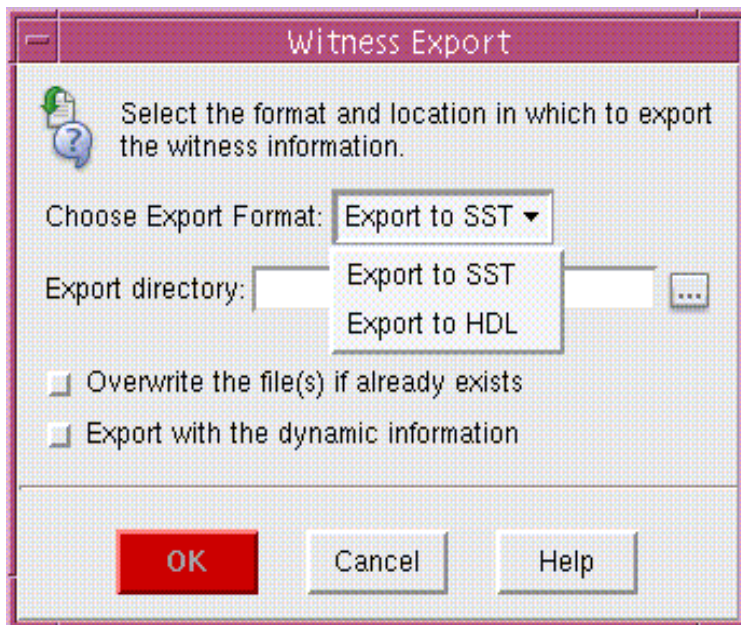 Witness Export
Select the format and location in which to export
the witness information.
Choose Export Format: Export to SST
Export directory:
...
Export to SST
Export to HDL
Overwrite the file(s) if already exists
Export with the dynamic information
OK Cancel Help